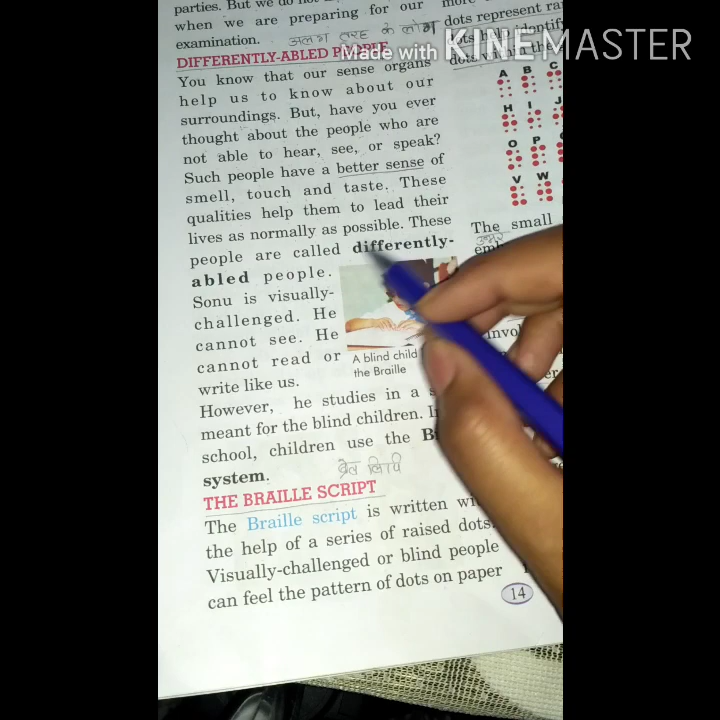 parties. But we do not
when we are preparing for our
examination.
अलग तरह के लोग
DIFFERENTLY-ABLED PEOPLE
You know that our sense organs
help us to know about our
surroundings. But, have you ever
thought about the people who are
not able to hear, see, or speak?
Such people have a better sense of
smell, touch and taste. These
qualities help them to lead their
lives as normally as possible. These
people are called differently-
abled people.
Sonu is visually-
challenged. He
cannot see. He
cannot read or
write like us.
A blind child
the Braille
However, he studies in a
meant for the blind children.
school, children use the
system.
ब्रेल लिपि
THE BRAILLE SCRIPT
The Braille script is written
the help of a series of raised dots.
Visually-challenged or blind people
can feel the pattern of dots on paper
more
dots represent
dots help identify
dots
A B C
H I J
O P
V W
The small
14
Made with KINEMASTER